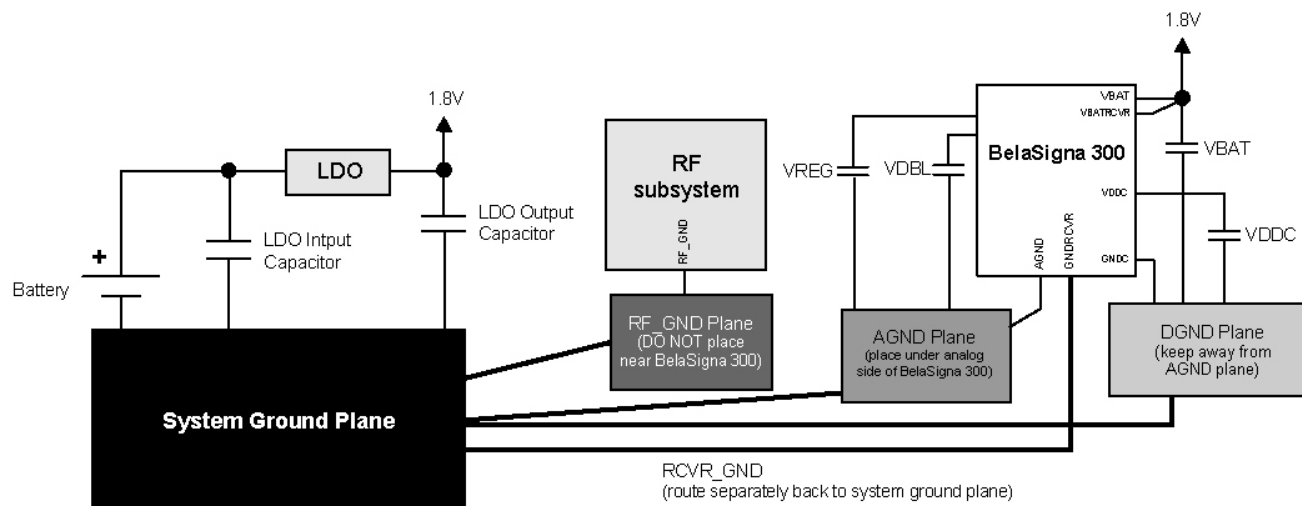 1.8V
LDO
LDO Output
Capacitor
LDO Intput
Capacitor
+
Battery
System Ground Plane
RF
subsystem
RF_GND
RF_GND Plane
(DO NOT place
near BelaSigna 300)
VREG
VDBL
1.8V
VBAT
VBATRCVR
BelaSigna 300
VDDC
AGND
GNDRCVR
GNDC
VBAT
VDDC
AGND Plane
(place under analog
side of BelaSigna 300)
DGND Plane
(keep away from
AGND plane)
RCVR_GND
(route separately back to system ground plane)